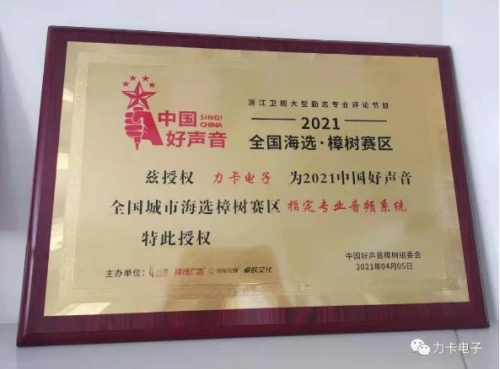 浙江卫视大型励志专业评论节目
中国
SING!
CHINA
好声音
2021
全国海选·樟树赛区
兹授权 力卡电子 为2021中国好声音
全国城市海选樟树赛区指定专业音频系统
特此授权
主办单位:
卓歌文化
中国好声音樟树组委会
2021年04月05日
力卡电子